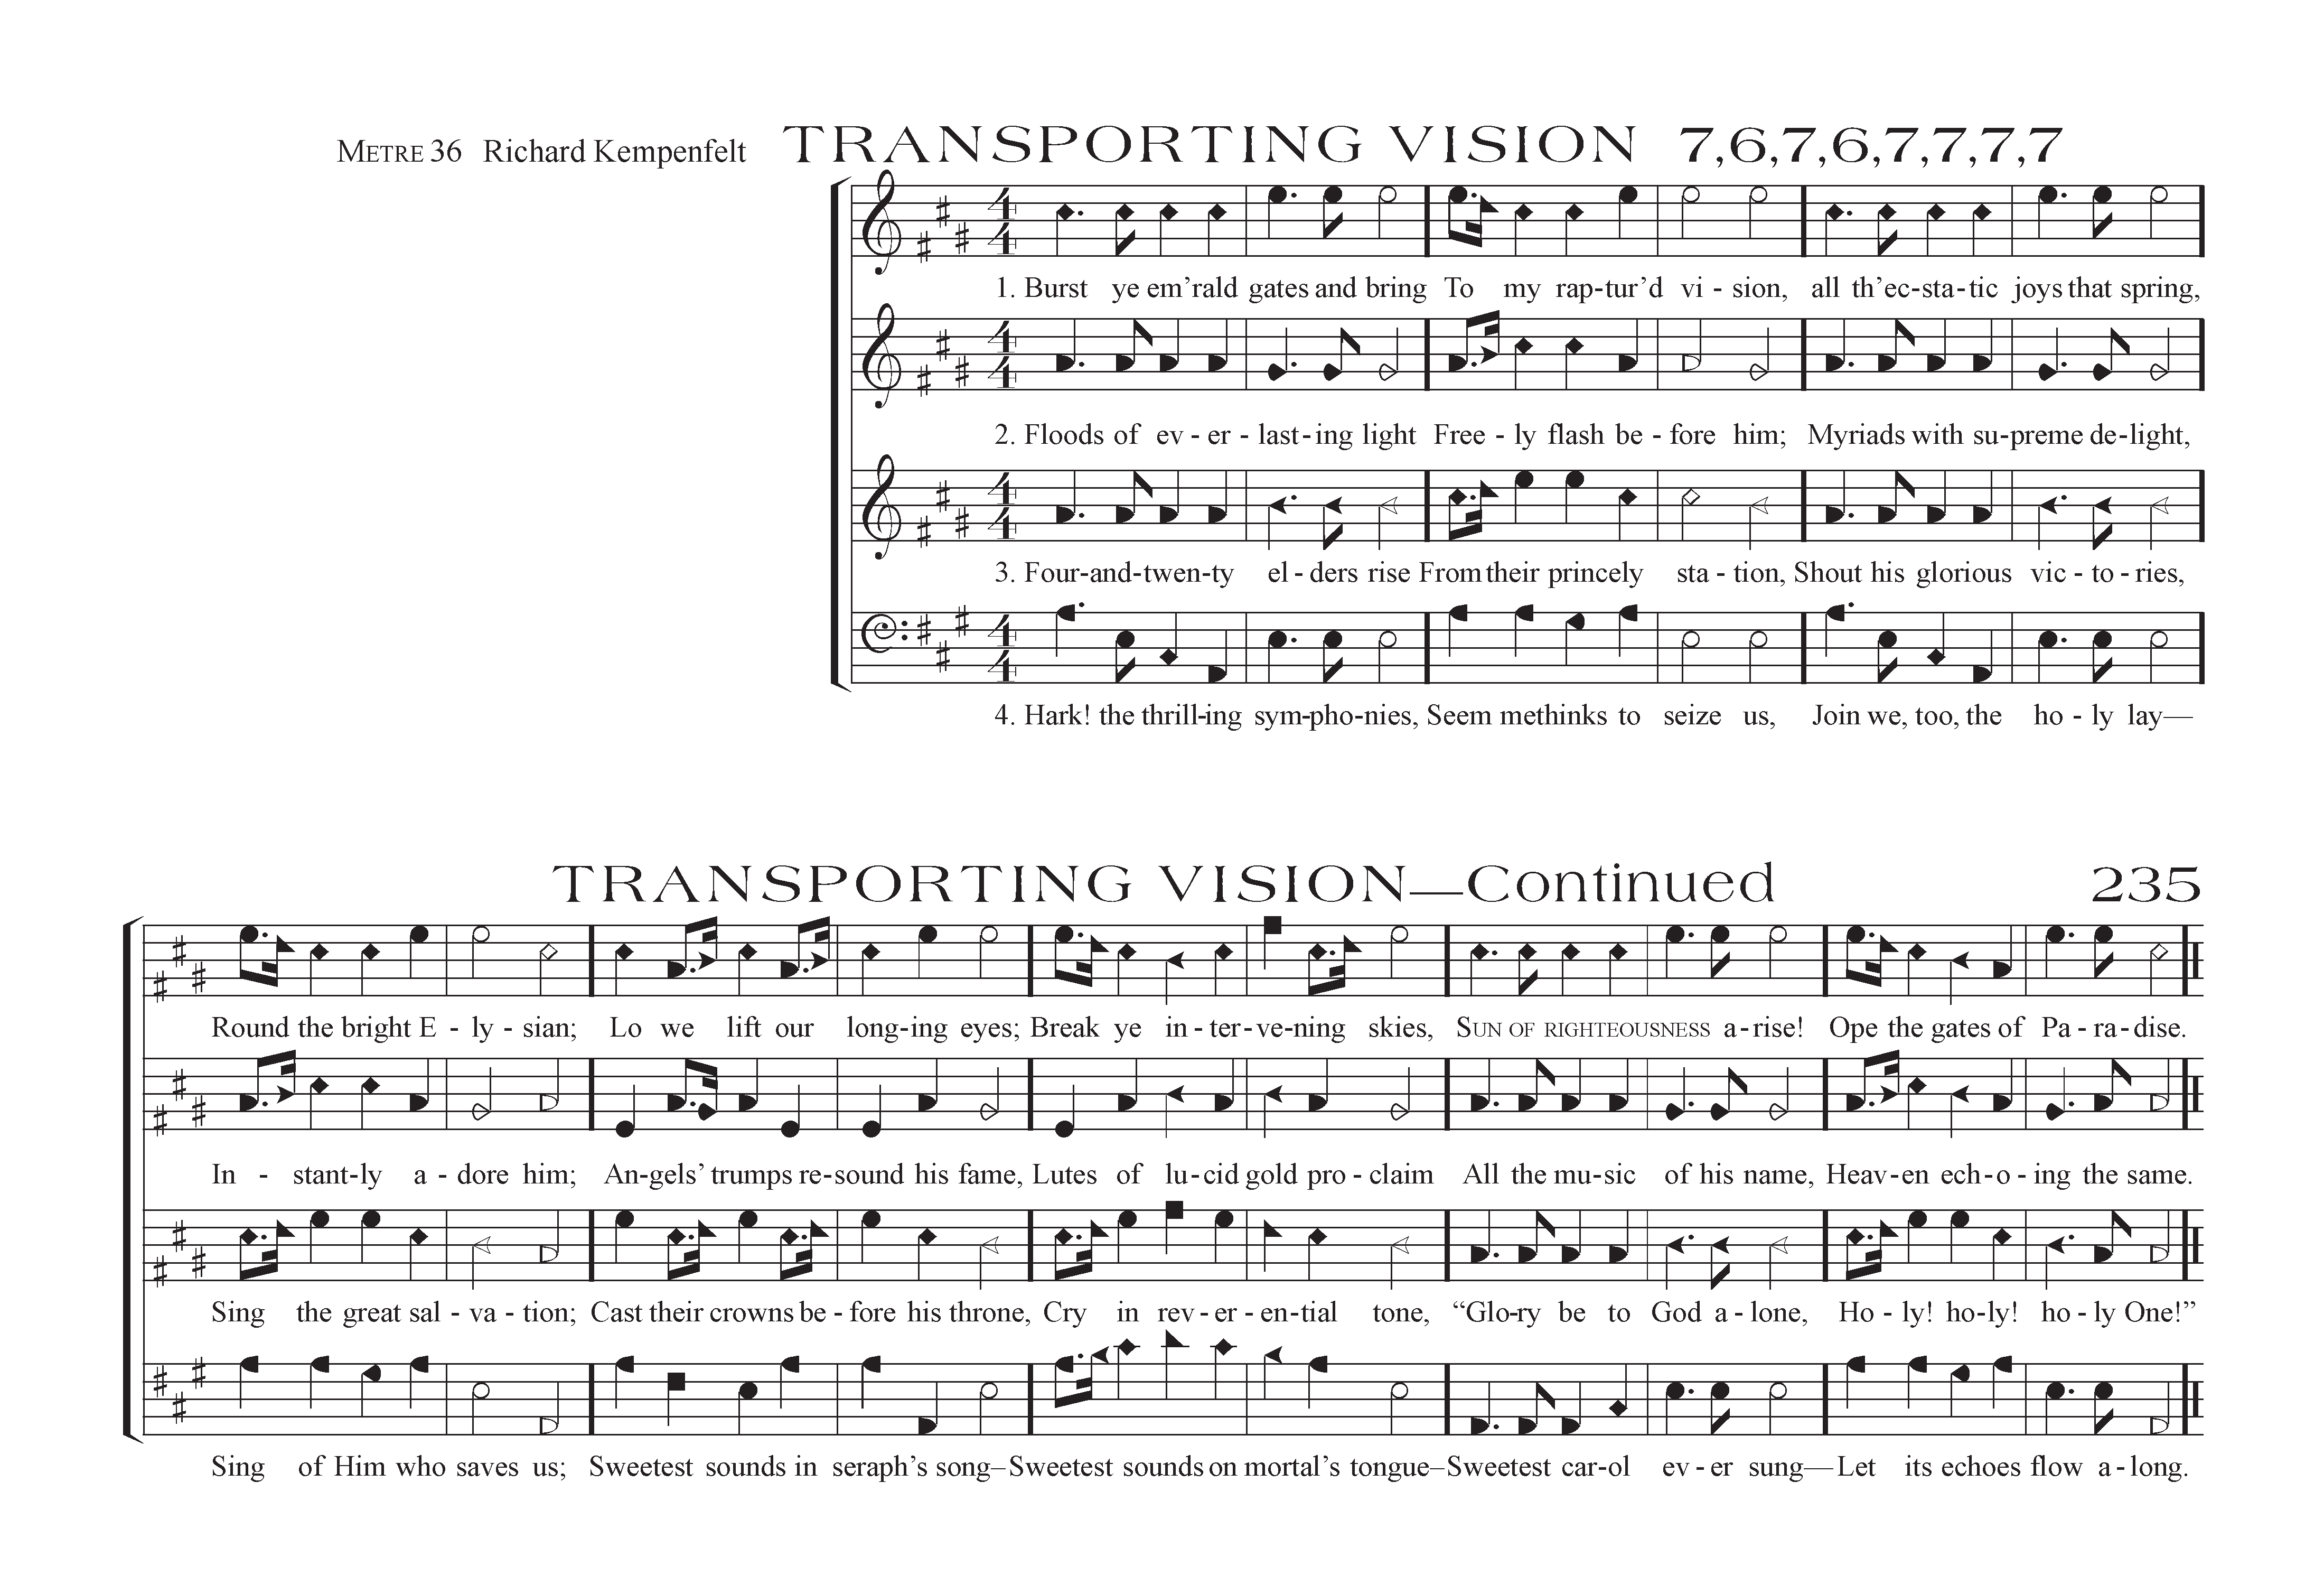 METRE 36 Richard Kempenfelt TRANSPORTING VISION 7,6,7,6,7,7,7,7
4
4
1. Burst ye em’rald gates and bring To my rap-tur’d vi - sion, all th’ec-sta-tic joys that spring,
4
4
2. Floods of ev - er - last-ing light Free - ly flash be - fore him; Myriads with su-preme de-light,
4
4
3. Four-and-twen-ty el - ders rise From their princely sta - tion, Shout his glorious vic - to - ries,
4
4
4. Hark! the thrill-ing sym-pho-nies, Seem methinks to seize us, Join we, too, the ho - ly lay—
TRANSPORTING VISION—Continued 235
Round the bright E - ly - sian; Lo we lift our long-ing eyes; Break ye in-ter-ve-ning skies, SUN OF RIGHTEOUSNESS a-rise! Ope the gates of Pa-ra-dise.
In - stant-ly a - dore him; An-gels’ trumps re-sound his fame, Lutes of lu-cid gold pro-claim All the mu-sic of his name, Heav-en ech-o-ing the same.
Sing the great sal - va - tion; Cast their crowns be - fore his throne, Cry in rev-er-en-tial tone, “Glo-ry be to God a-lone, Ho-ly! ho-ly! ho-ly One!”
Sing of Him who saves us; Sweetest sounds in seraph’s song–Sweetest sounds on mortal’s tongue–Sweetest car-ol ev-er sung—Let its echoes flow a-long.